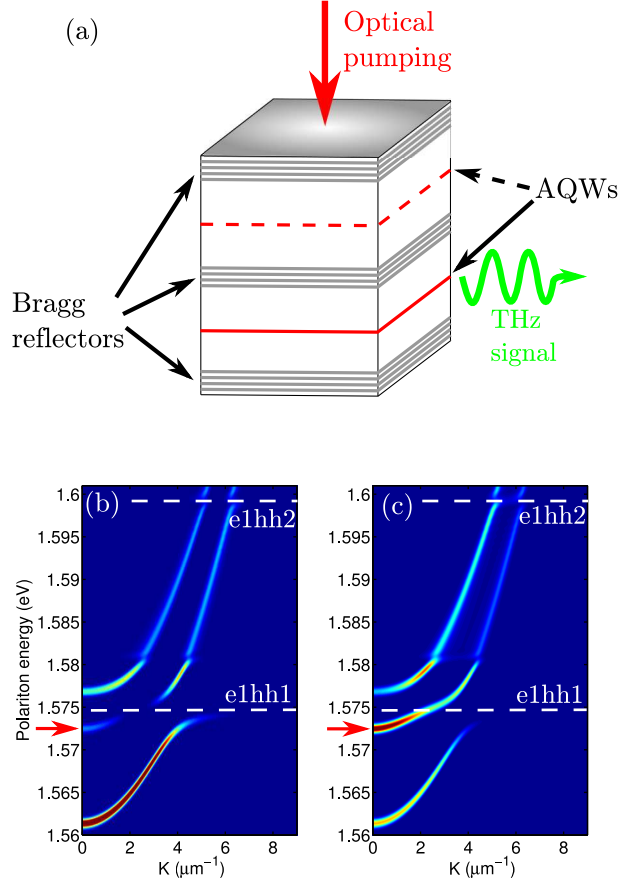 (a)
Optical
pumping
AQWs
Bragg
reflectors
THz
signal
(b)
(c)
e1hh2
e1hh2
e1hh1
e1hh1
Polariton energy (eV)
1.6
1.595
1.59
1.585
1.58
1.575
1.57
1.565
1.56
1.6
1.595
1.59
1.585
1.58
1.575
1.57
1.565
1.56
0 2 4 6 8
0 2 4 6 8
K (μm⁻¹)
K (μm⁻¹)